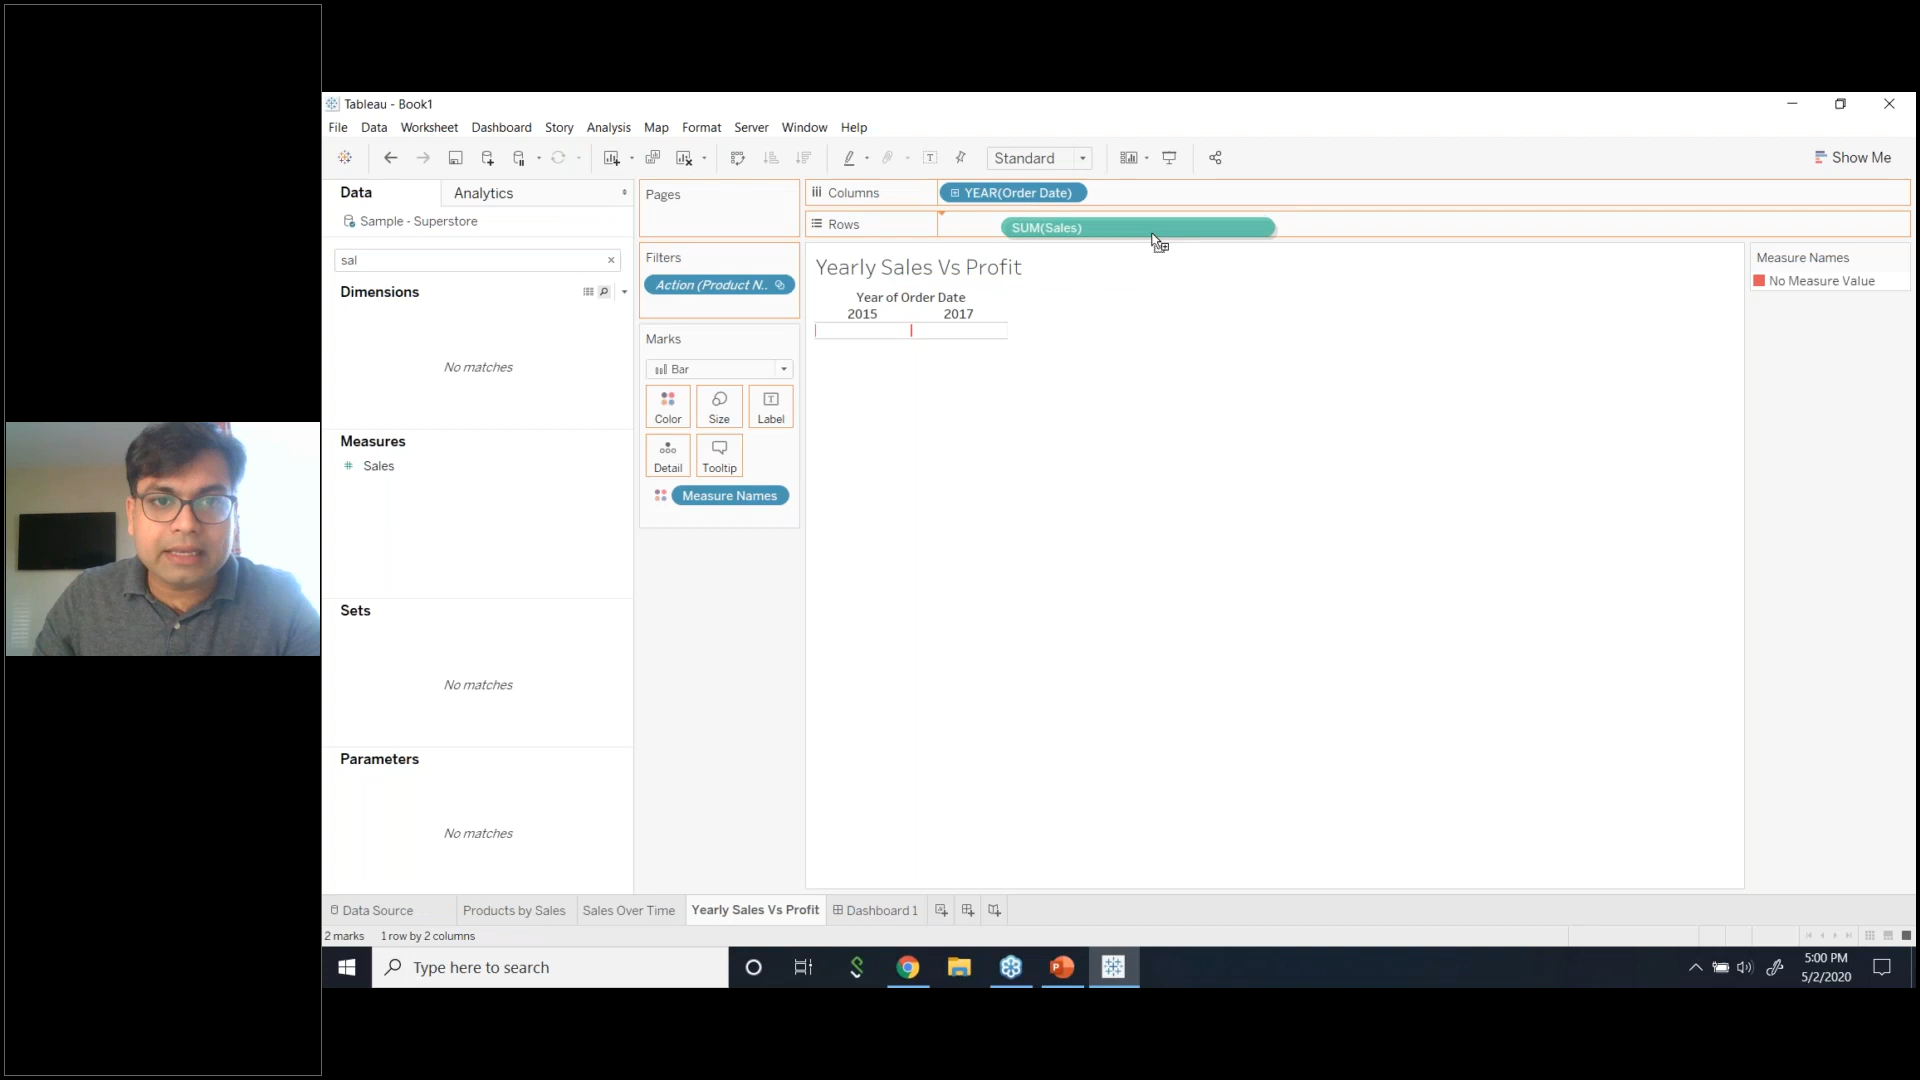 Tableau - Book1
File Data Worksheet Dashboard Story Analysis Map Format Server Window Help
Standard
Show Me
Data
Analytics
Sample - Superstore
sal
Dimensions
No matches
Measures
Sales
Sets
No matches
Parameters
No matches
Pages
Filters
Action (Product N..
Marks
Bar
Color Size Label
Detail Tooltip
Measure Names
Columns
YEAR(Order Date)
Rows
SUM(Sales)
Yearly Sales Vs Profit
Year of Order Date
2015 2017
Measure Names
No Measure Value
Data Source Products by Sales Sales Over Time Yearly Sales Vs Profit Dashboard 1
2 marks 1 row by 2 columns
Type here to search
5:00 PM
5/2/2020